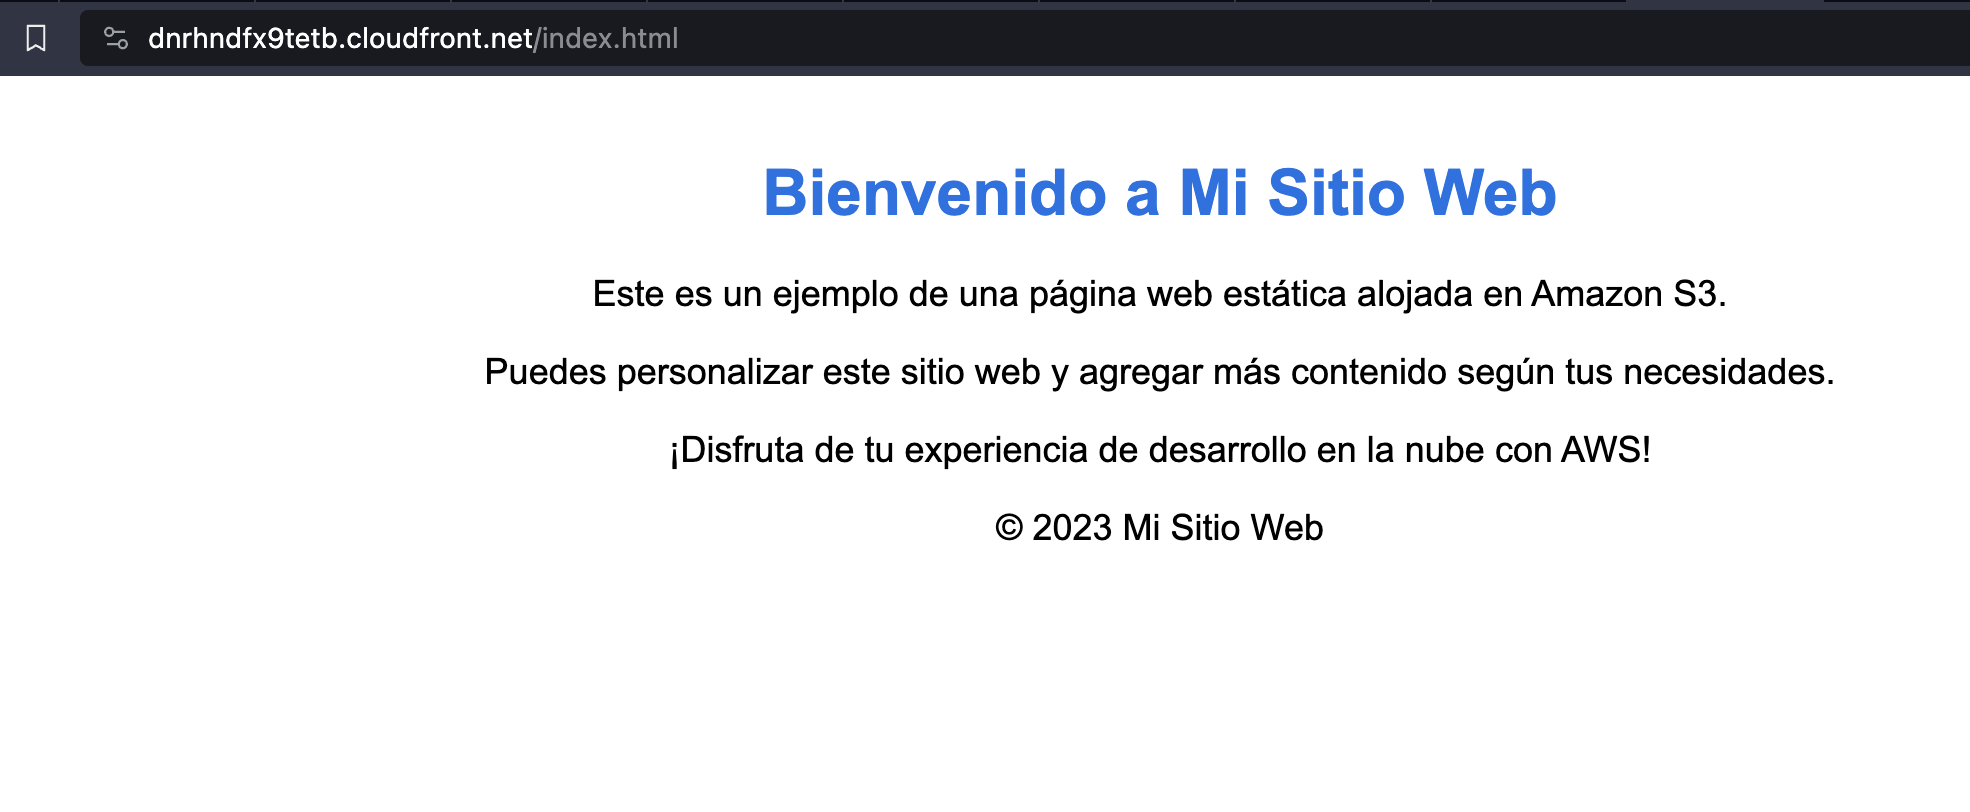 dnrhndfx9tetb.cloudfront.net/index.html
Bienvenido a Mi Sitio Web
Este es un ejemplo de una página web estática alojada en Amazon S3.
Puedes personalizar este sitio web y agregar más contenido según tus necesidades.
¡Disfruta de tu experiencia de desarrollo en la nube con AWS!
© 2023 Mi Sitio Web